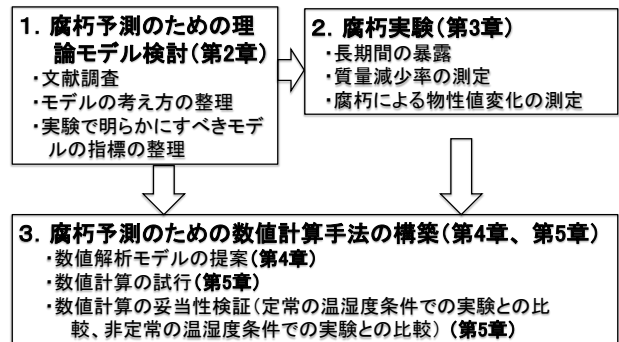 1. 腐朽予測のための理
論モデル検討(第2章)
・文献調査
・モデルの考え方の整理
・実験で明らかにすべきモデ
ルの指標の整理
2. 腐朽実験(第3章)
・長期間の暴露
・質量減少率の測定
・腐朽による物性値変化の測定
3. 腐朽予測のための数値計算手法の構築(第4章、第5章)
・数値解析モデルの提案(第4章)
・数値計算の試行(第5章)
・数値計算の妥当性検証(定常の温湿度条件での実験との比
較、非定常の温湿度条件での実験との比較) (第5章)